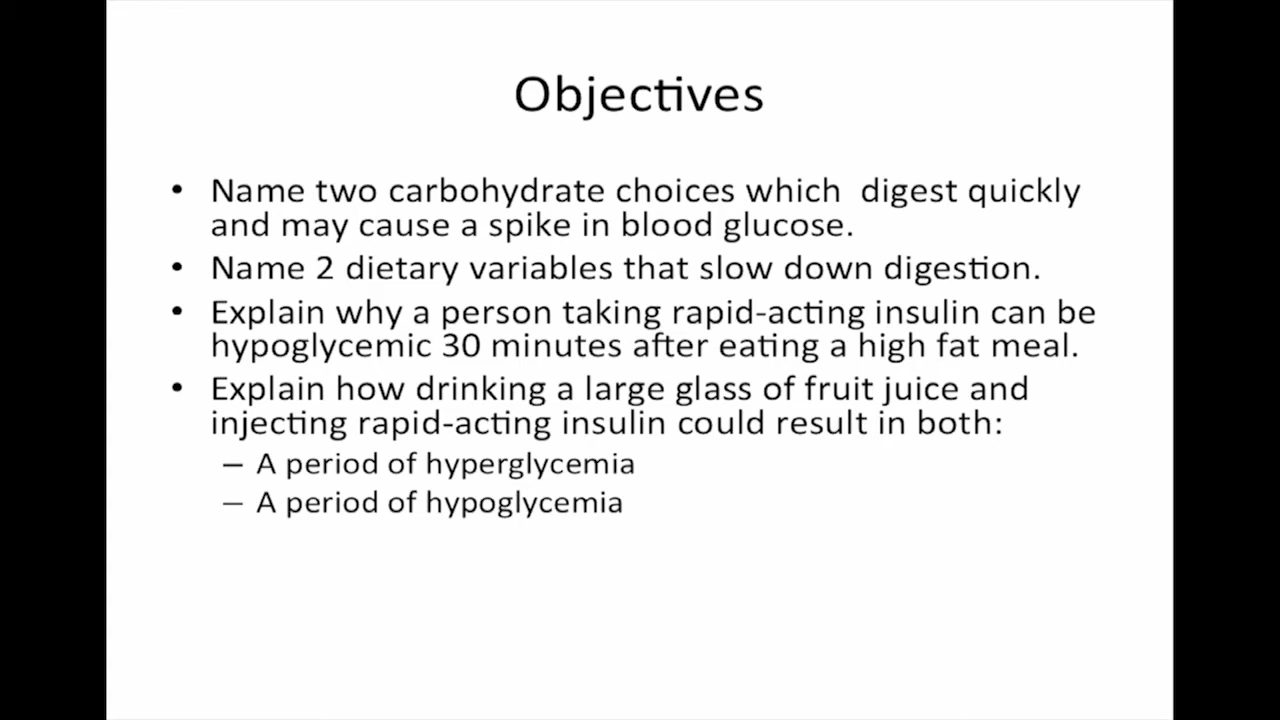 Objectives
• Name two carbohydrate choices which  digest quickly
and may cause a spike in blood glucose.
• Name 2 dietary variables that slow down digestion.
• Explain why a person taking rapid-acting insulin can be
hypoglycemic 30 minutes after eating a high fat meal.
• Explain how drinking a large glass of fruit juice and
injecting rapid-acting insulin could result in both:
– A period of hyperglycemia
– A period of hypoglycemia